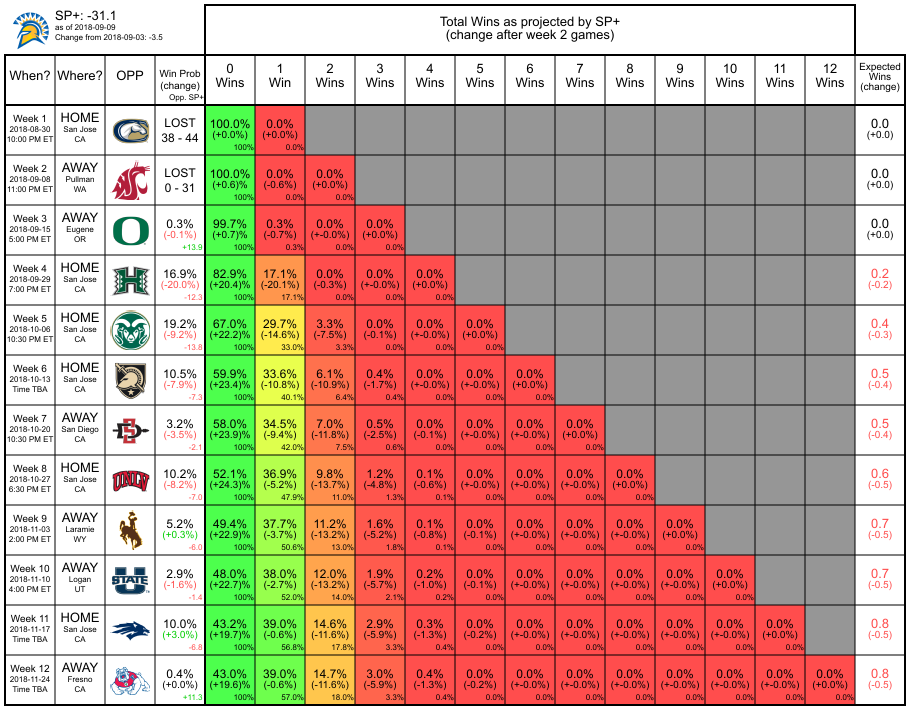 SP+: -31.1
as of 2018-09-09
Change from 2018-09-03: -3.5
Total Wins as projected by SP+
(change after week 2 games)
When? Where? OPP Win Prob (change) Opp. SP+ 0 Wins 1 Win 2 Wins 3 Wins 4 Wins 5 Wins 6 Wins 7 Wins 8 Wins 9 Wins 10 Wins 11 Wins 12 Wins Expected Wins (change)
Week 1 HOME LOST 100.0% 0.0% 0.0
2018-08-30 San Jose 38 - 44 (+0.0%) (+0.0%) (+0.0)
10:00 PM ET CA 100% 0.0%
Week 2 AWAY LOST 100.0% 0.0% 0.0% 0.0
2018-09-08 Pullman 0 - 31 (+0.6)% (-0.6%) (+0.0%) (+0.0)
11:00 PM ET WA 100% 0.0% 0.0%
Week 3 AWAY 0.3% 99.7% 0.3% 0.0% 0.0% 0.0
2018-09-15 Eugene (-0.1%) (+0.7)% (-0.7%) (+-0.0%) (+0.0%) (+0.0)
5:00 PM ET OR +13.9 100% 0.3% 0.0% 0.0%
Week 4 HOME 16.9% 82.9% 17.1% 0.0% 0.0% 0.0% 0.2
2018-09-29 San Jose (-20.0%) (+20.4)% (-20.1%) (-0.3%) (+-0.0%) (+0.0%) (-0.2)
7:00 PM ET CA -12.3 100% 17.1% 0.0% 0.0% 0.0%
Week 5 HOME 19.2% 67.0% 29.7% 3.3% 0.0% 0.0% 0.0% 0.4
2018-10-06 San Jose (-9.2%) (+22.2)% (-14.6%) (-7.5%) (-0.1%) (+-0.0%) (+0.0%) (-0.3)
10:30 PM ET CA -13.8 100% 33.0% 3.3% 0.0% 0.0% 0.0%
Week 6 HOME 10.5% 59.9% 33.6% 6.1% 0.4% 0.0% 0.0% 0.0% 0.5
2018-10-13 San Jose (-7.9%) (+23.4)% (-10.8%) (-10.9%) (-1.7%) (+-0.0%) (+-0.0%) (+0.0%) (-0.4)
Time TBA CA -7.3 100% 40.1% 6.4% 0.4% 0.0% 0.0% 0.0%
Week 7 AWAY 3.2% 58.0% 34.5% 7.0% 0.5% 0.0% 0.0% 0.0% 0.0% 0.5
2018-10-20 San Diego (-3.5%) (+23.9)% (-9.4%) (-11.8%) (-2.5%) (-0.1%) (+-0.0%) (+-0.0%) (+0.0%) (-0.4)
10:30 PM ET CA -2.1 100% 42.0% 7.5% 0.6% 0.0% 0.0% 0.0% 0.0%
Week 8 HOME UNLV 10.2% 52.1% 36.9% 9.8% 1.2% 0.1% 0.0% 0.0% 0.0% 0.0% 0.6
2018-10-27 San Jose (-8.2%) (+24.3)% (-5.2%) (-13.7%) (-4.8%) (-0.6%) (+-0.0%) (+-0.0%) (+-0.0%) (+0.0%) (-0.5)
6:30 PM ET CA -7.0 100% 47.9% 11.0% 1.3% 0.1% 0.0% 0.0% 0.0% 0.0%
Week 9 AWAY 5.2% 49.4% 37.7% 11.2% 1.6% 0.1% 0.0% 0.0% 0.0% 0.0% 0.0% 0.7
2018-11-03 Laramie (+0.3%) (+22.9)% (-3.7%) (-13.2%) (-5.2%) (-0.8%) (-0.1%) (+-0.0%) (+-0.0%) (+-0.0%) (+0.0%) (-0.5)
2:00 PM ET WY -6.0 100% 50.6% 13.0% 1.8% 0.1% 0.0% 0.0% 0.0% 0.0% 0.0%
Week 10 AWAY STATE 2.9% 48.0% 38.0% 12.0% 1.9% 0.2% 0.0% 0.0% 0.0% 0.0% 0.0% 0.0% 0.7
2018-11-10 Logan (-1.6%) (+22.7)% (-2.7%) (-13.2%) (-5.7%) (-1.0%) (-0.1%) (+-0.0%) (+-0.0%) (+-0.0%) (+-0.0%) (+0.0%) (-0.5)
4:00 PM ET UT -1.4 100% 52.0% 14.0% 2.1% 0.2% 0.0% 0.0% 0.0% 0.0% 0.0% 0.0%
Week 11 HOME 10.0% 43.2% 39.0% 14.6% 2.9% 0.3% 0.0% 0.0% 0.0% 0.0% 0.0% 0.0% 0.0% 0.8
2018-11-17 San Jose (+3.0%) (+19.7)% (-0.6%) (-11.6%) (-5.9%) (-1.3%) (-0.2%) (+-0.0%) (+-0.0%) (+-0.0%) (+-0.0%) (+-0.0%) (+0.0%) (-0.5)
Time TBA CA -6.8 100% 56.8% 17.8% 3.3% 0.4% 0.0% 0.0% 0.0% 0.0% 0.0% 0.0% 0.0%
Week 12 AWAY 0.4% 43.0% 39.0% 14.7% 3.0% 0.4% 0.0% 0.0% 0.0% 0.0% 0.0% 0.0% 0.0% 0.0% 0.8
2018-11-24 Fresno (+0.0%) (+19.6)% (-0.6%) (-11.6%) (-5.9%) (-1.3%) (-0.2%) (+-0.0%) (+-0.0%) (+-0.0%) (+-0.0%) (+-0.0%) (+-0.0%) (+0.0%) (-0.5)
Time TBA CA +11.3 100% 57.0% 18.0% 3.3% 0.4% 0.0% 0.0% 0.0% 0.0% 0.0% 0.0% 0.0% 0.0%